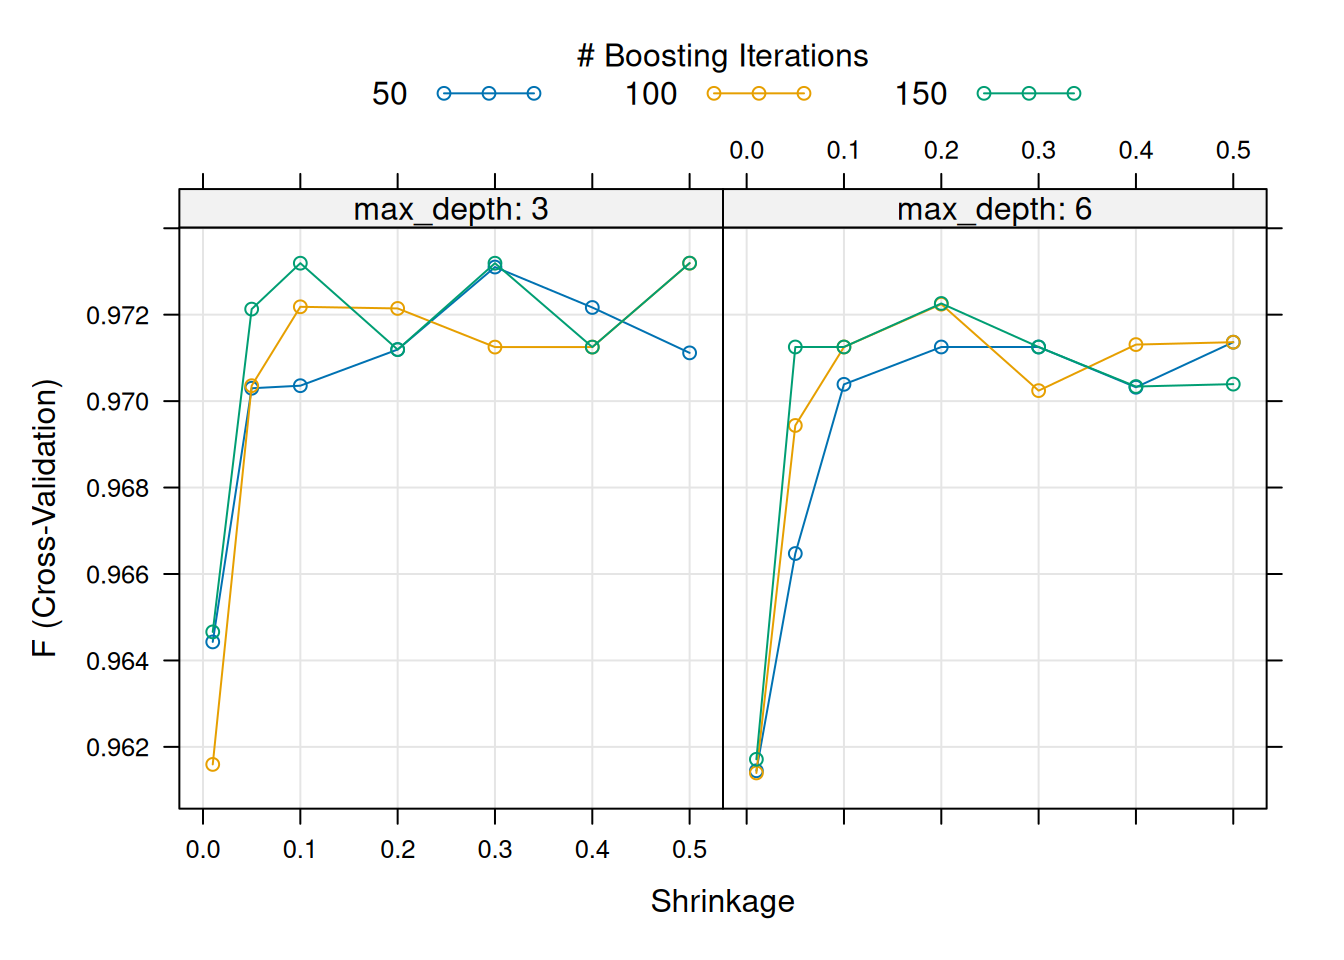 # Boosting Iterations
50 100 150
0.0 0.1 0.2 0.3 0.4 0.5
max_depth: 3 max_depth: 6
0.972
0.970
0.968
0.966
0.964
0.962
F (Cross-Validation)
0.0 0.1 0.2 0.3 0.4 0.5
Shrinkage